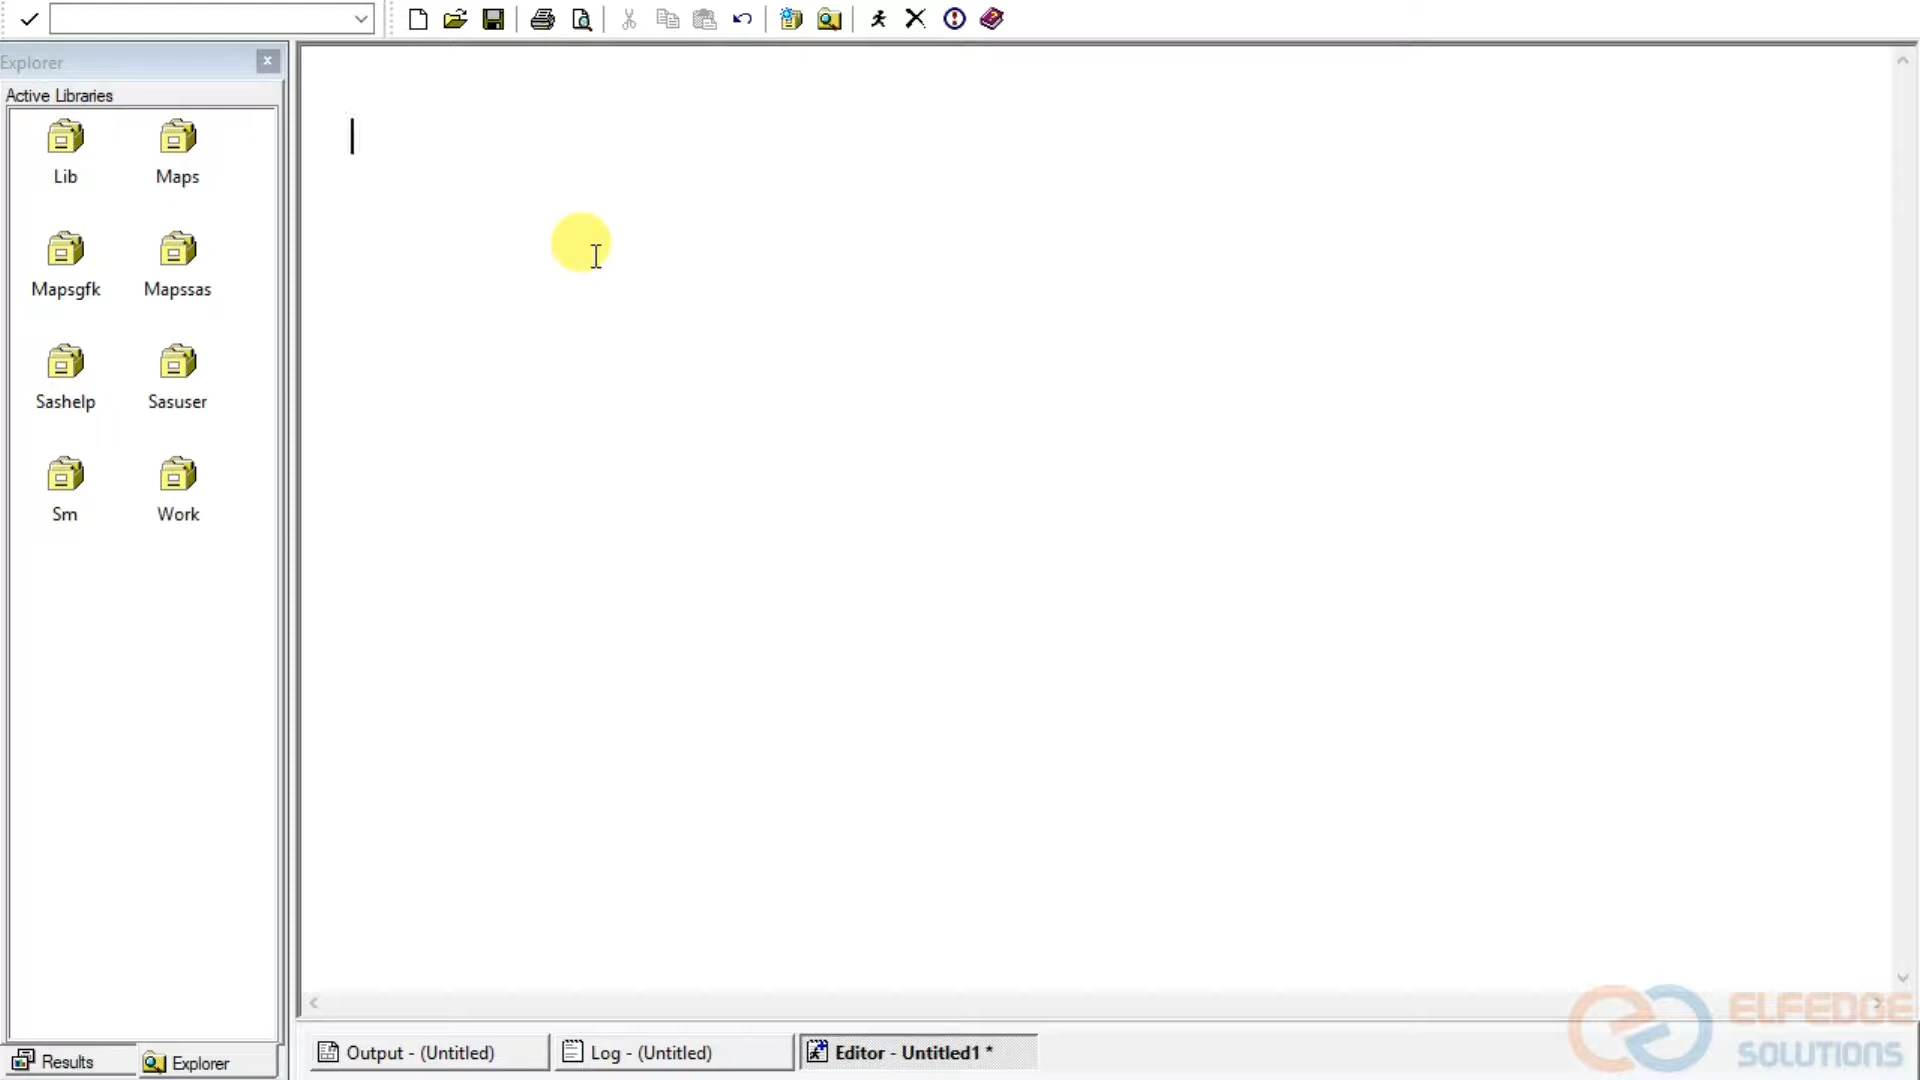 Explorer
Active Libraries
Lib
Maps
Mapsgfk
Mapssas
Sashelp
Sasuser
Sm
Work
Results
Explorer
Output - (Untitled)
Log - (Untitled)
Editor - Untitled1 *
ELFEDGE
SOLUTIONS